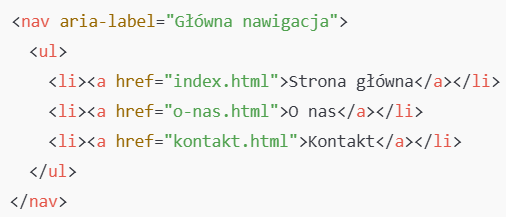 <nav aria-label="Główna nawigacja">
<ul>
<li><a href="index.html">Strona główna</a></li>
<li><a href="o-nas.html">O nas</a></li>
<li><a href="kontakt.html">Kontakt</a></li>
</ul>
</nav>